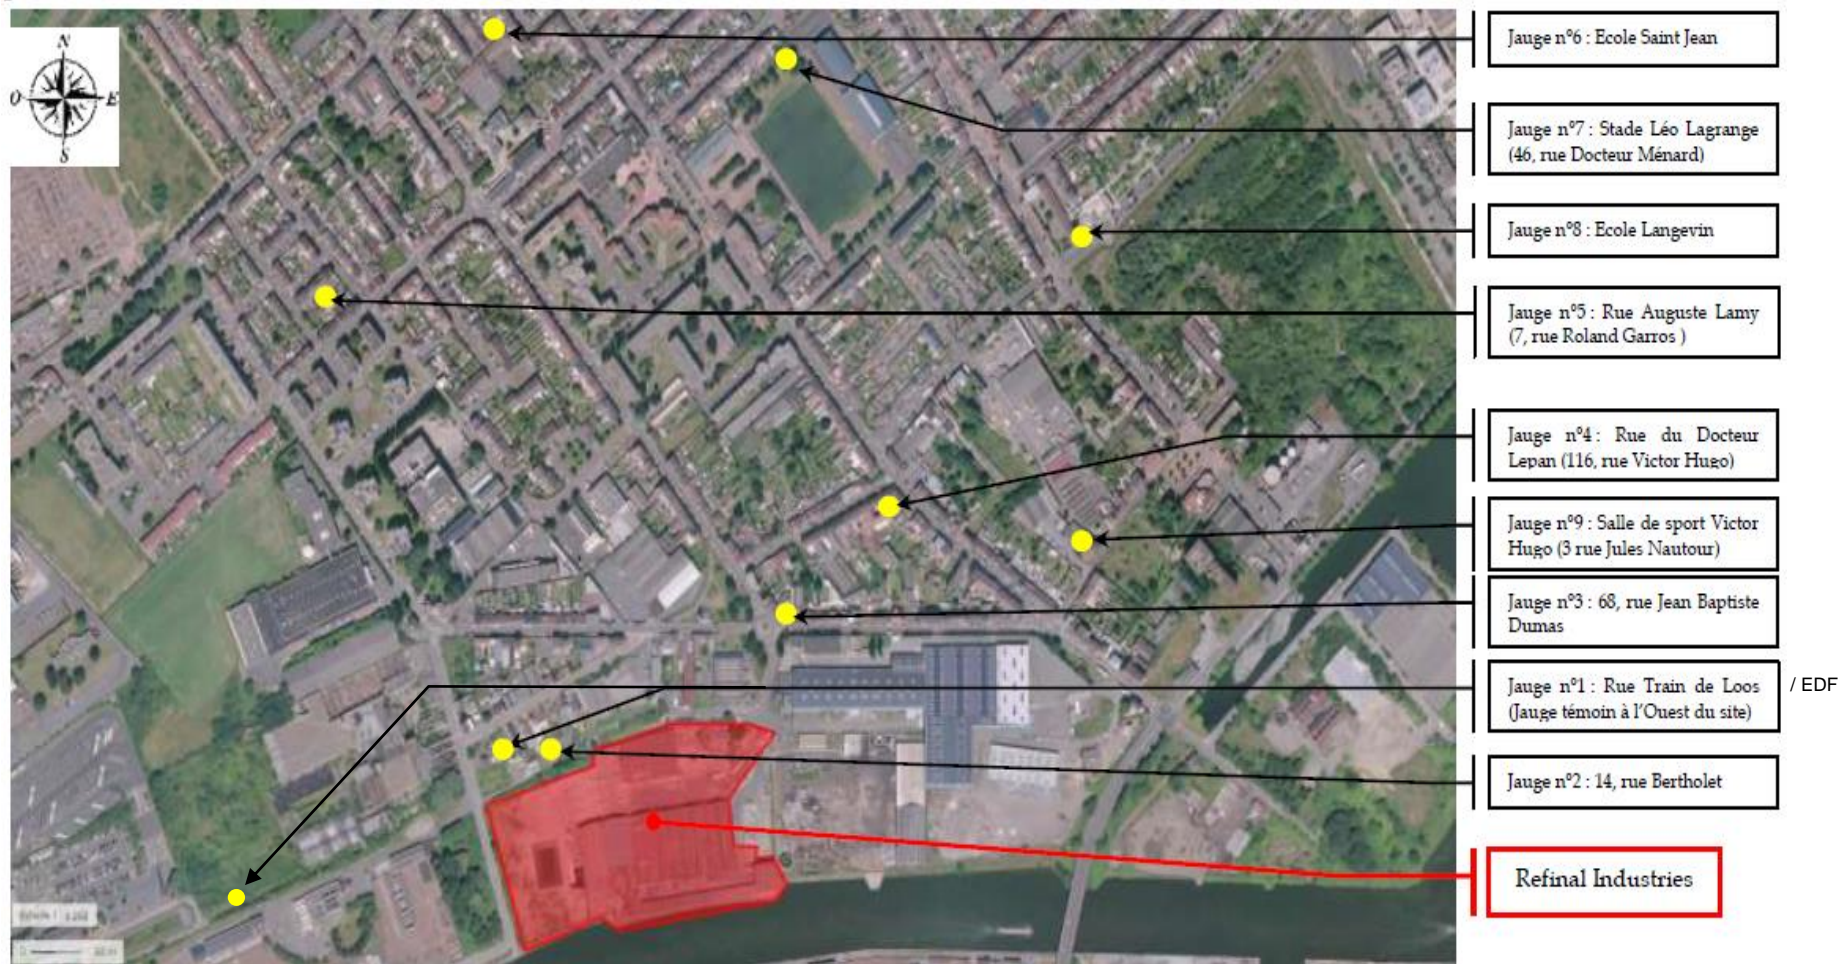 N
O
E
S
Jauge n°6 : Ecole Saint Jean
Jauge n°7 : Stade Léo Lagrange
(46, rue Docteur Ménard)
Jauge n°8 : Ecole Langevin
Jauge n°5 : Rue Auguste Lamy
(7, rue Roland Garros )
Jauge n°4 : Rue du Docteur
Lepan (116, rue Victor Hugo)
Jauge n°9 : Salle de sport Victor
Hugo (3 rue Jules Nautour)
Jauge n°3 : 68, rue Jean Baptiste
Dumas
Jauge n°1 : Rue Train de Loos / EDF
(Jauge témoin à l'Ouest du site)
Jauge n°2 : 14, rue Bertholet
Refinal Industries